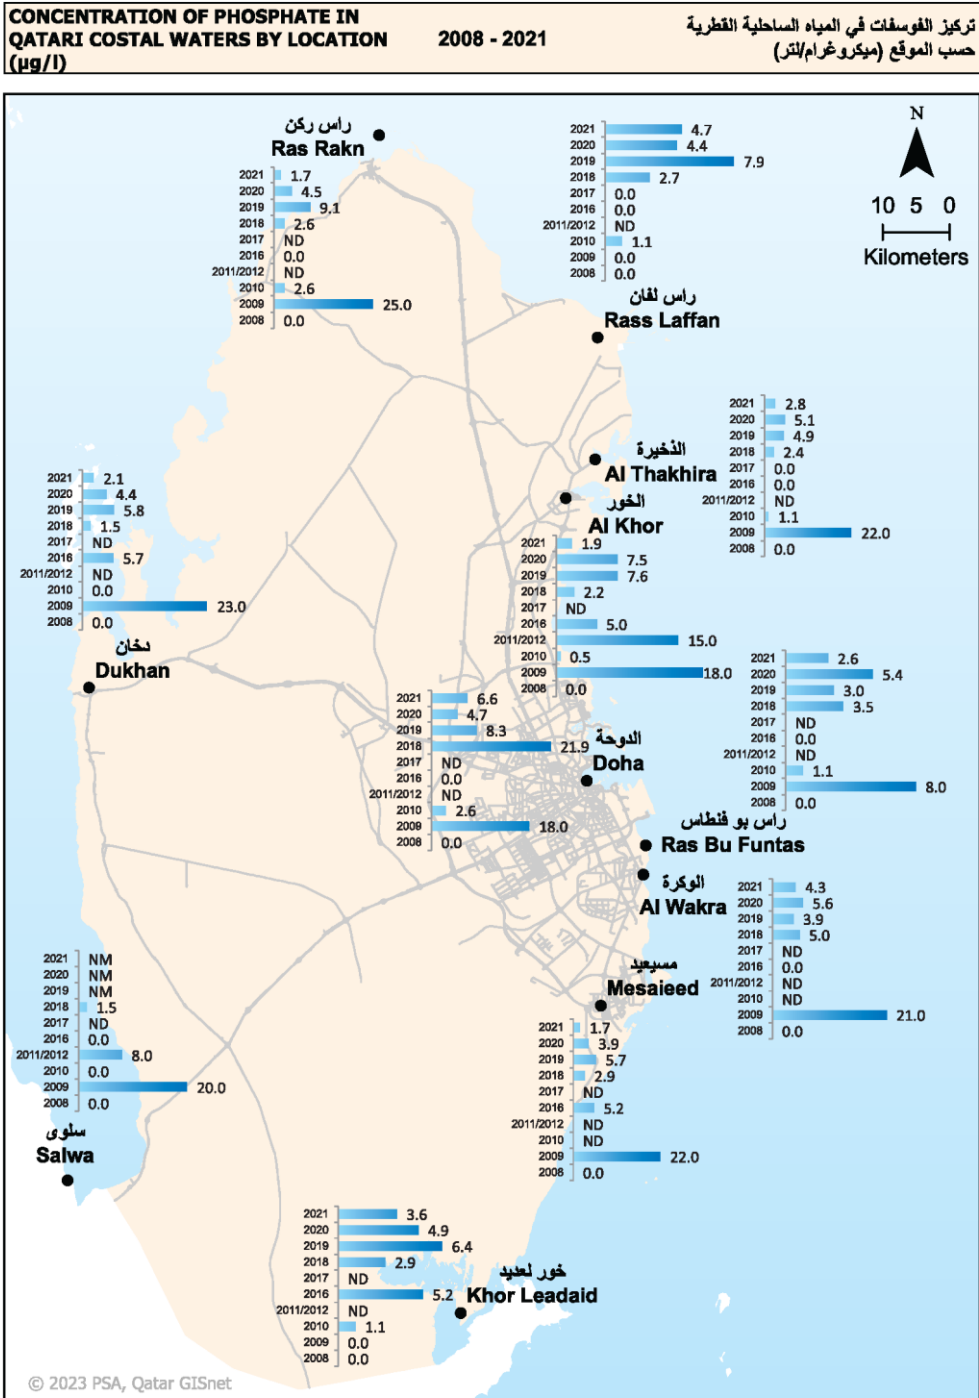 CONCENTRATION OF PHOSPHATE IN
QATARI COSTAL WATERS BY LOCATION
(µg/l)
2008 - 2021
تركيز الفوسفات في المياه الساحلية القطرية
حسب الموقع (ميكروغرام/لتر)
N
10 5 0
Kilometers
راس ركن
Ras Rakn
2021 1.7
2020 4.5
2019 9.1
2018 2.6
2017 ND
2016 0.0
2011/2012 ND
2010 2.6
2009 25.0
2008 0.0
2021 4.7
2020 4.4
2019 7.9
2018 2.7
2017 0.0
2016 0.0
2011/2012 ND
2010 1.1
2009 0.0
2008 0.0
راس لفان
Rass Laffan
2021 2.8
2020 5.1
2019 4.9
2018 2.4
2017 0.0
2016 0.0
2011/2012 ND
2010 1.1
2009 22.0
2008 0.0
الذخيرة
Al Thakhira
الخور
Al Khor
2021 1.9
2020 7.5
2019 7.6
2018 2.2
2017 ND
2016 5.0
2011/2012 15.0
2010 0.5
2009 18.0
2008 0.0
2021 2.1
2020 4.4
2019 5.8
2018 1.5
2017 ND
2016 5.7
2011/2012 ND
2010 0.0
2009 23.0
2008 0.0
دخان
Dukhan
2021 6.6
2020 4.7
2019 8.3
2018 21.9
2017 ND
2016 0.0
2011/2012 ND
2010 2.6
2009 18.0
2008 0.0
الدوحة
Doha
2021 2.6
2020 5.4
2019 3.0
2018 3.5
2017 ND
2016 0.0
2011/2012 ND
2010 1.1
2009 8.0
2008 0.0
راس بو فنطاس
Ras Bu Funtas
الوكرة
Al Wakra
2021 4.3
2020 5.6
2019 3.9
2018 5.0
2017 ND
2016 0.0
2011/2012 ND
2010 ND
2009 21.0
2008 0.0
مسيعيد
Mesaieed
2021 1.7
2020 3.9
2019 5.7
2018 2.9
2017 ND
2016 5.2
2011/2012 ND
2010 ND
2009 22.0
2008 0.0
2021 NM
2020 NM
2019 NM
2018 1.5
2017 ND
2016 0.0
2011/2012 8.0
2010 0.0
2009 20.0
2008 0.0
سلوى
Salwa
2021 3.6
2020 4.9
2019 6.4
2018 2.9
2017 ND
2016 5.2
2011/2012 ND
2010 1.1
2009 0.0
2008 0.0
خور لعديد
Khor Leadaid
© 2023 PSA, Qatar GISnet